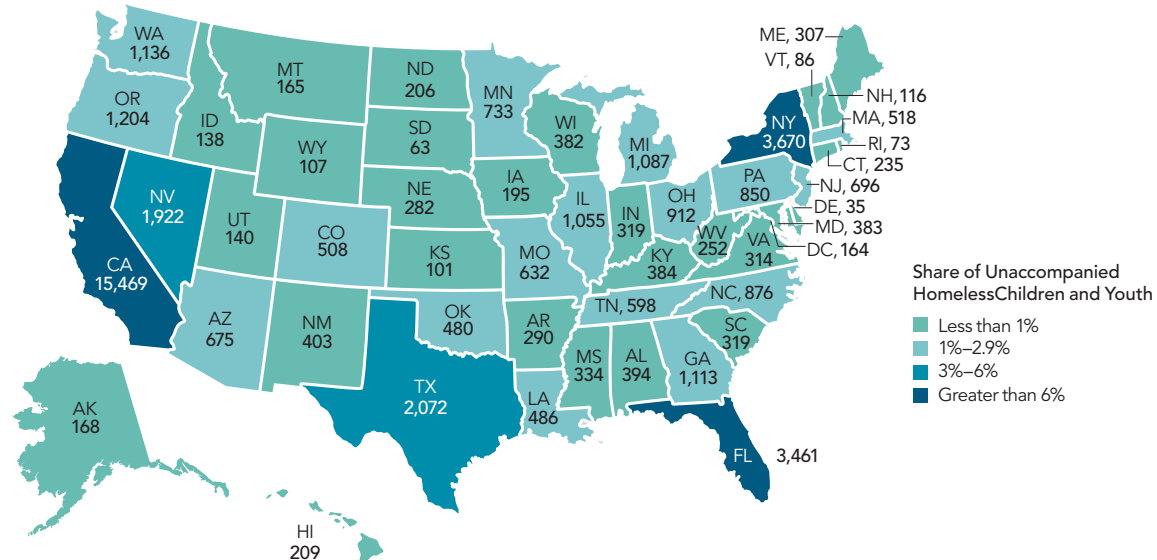 WA
1,136
OR
1,204
CA
15,469
NV
1,922
ID
138
MT
165
WY
107
UT
140
AZ
675
CO
508
NM
403
ND
206
SD
63
NE
282
KS
101
OK
480
TX
2,072
MN
733
IA
195
MO
632
AR
290
LA
486
WI
382
IL
1,055
MI
1,087
IN
319
OH
912
KY
384
TN, 598
MS
334
AL
394
GA
1,113
FL
3,461
SC
319
NC, 876
VA
314
WV
252
PA
850
NY
3,670
ME, 307
VT, 86
NH, 116
MA, 518
RI, 73
CT, 235
NJ, 696
DE, 35
MD, 383
DC, 164
AK
168
HI
209
Share of Unaccompanied
HomelessChildren and Youth
Less than 1%
1%–2.9%
3%–6%
Greater than 6%